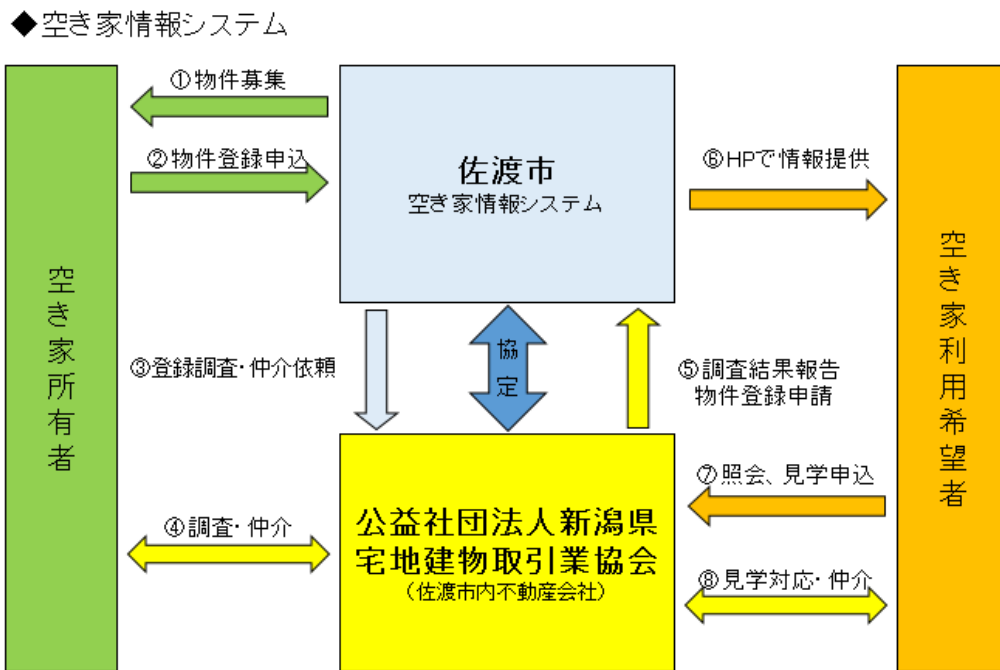 ◆空き家情報システム
空き家所有者
①物件募集
②物件登録申込
佐渡市
空き家情報システム
⑥HPで情報提供
空き家利用希望者
③登録調査・仲介依頼
協定
⑤調査結果報告
物件登録申請
④調査・仲介
公益社団法人新潟県
宅地建物取引業協会
(佐渡市内不動産会社)
⑦照会、見学申込
⑧見学対応・仲介